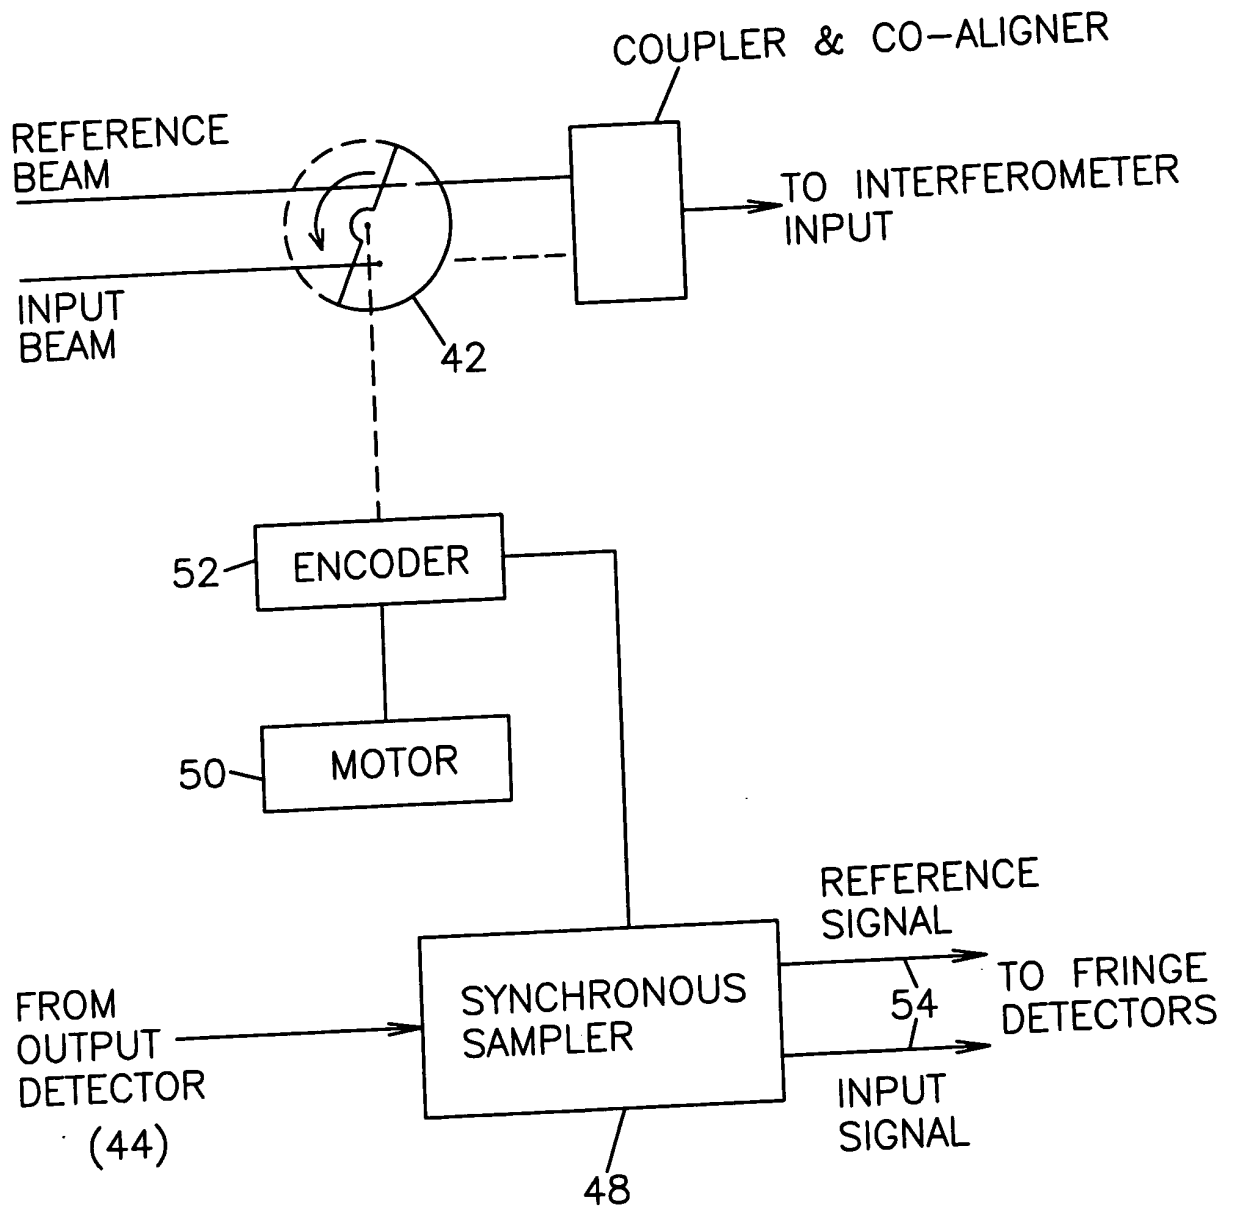 COUPLER & CO-ALIGNER
REFERENCE
BEAM
TO INTERFEROMETER
INPUT
INPUT
BEAM
42
52
ENCODER
50
MOTOR
REFERENCE
SIGNAL
FROM
OUTPUT
DETECTOR
(44)
SYNCHRONOUS
SAMPLER
54
TO FRINGE
DETECTORS
INPUT
SIGNAL
48